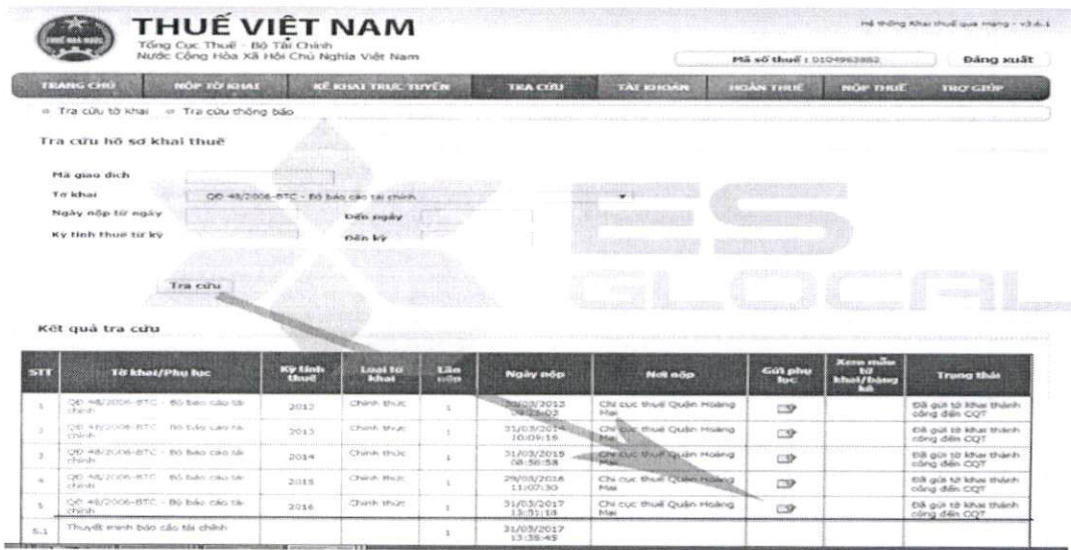 THUẾ VIỆT NAM
Hệ thống Khai thuế qua mạng - v3.4.1
Tổng Cục Thuế - Bộ Tài Chính
Nước Cộng Hòa Xã Hội Chủ Nghĩa Việt Nam
Mã số thuế : 0104963882 Đăng xuất
TRANG CHỦ NỘP TỜ KHAI KÊ KHAI TRỰC TUYẾN TRA CỨU TÀI KHOẢN HOÀN THUẾ NỘP THUẾ TRỢ GIÚP
Tra cứu tờ khai Tra cứu thông báo
Tra cứu hồ sơ khai thuế
Mã giao dịch
Tờ khai QĐ 48/2006-BTC - Bộ báo cáo tài chính
Ngày nộp từ ngày Đến ngày
Kỳ tính thuế từ kỳ Đến kỳ
ES
GLOCAL
Tra cứu
Kết quả tra cứu
STT Tờ khai/Phụ lục Kỳ tính thuế Loại tờ khai Lần nộp Ngày nộp Nơi nộp Gửi phụ lục Xem mẫu tờ khai/bảng kê Trạng thái
1 QĐ 48/2006-BTC - Bộ báo cáo tài chính 2012 Chính thức 1 Chi cục thuế Quận Hoàng Mai Đã gửi tờ khai thành công đến CQT
2 QĐ 48/2006-BTC - Bộ báo cáo tài chính 2013 Chính thức 1 31/03/2014 10:09:16 Chi cục thuế Quận Hoàng Mai Đã gửi tờ khai thành công đến CQT
3 QĐ 48/2006-BTC - Bộ báo cáo tài chính 2014 Chính thức 1 31/03/2015 08:56:58 Chi cục thuế Quận Hoàng Mai Đã gửi tờ khai thành công đến CQT
4 QĐ 48/2006-BTC - Bộ báo cáo tài chính 2015 Chính thức 1 29/03/2016 11:07:30 Chi cục thuế Quận Hoàng Mai Đã gửi tờ khai thành công đến CQT
5 QĐ 48/2006-BTC - Bộ báo cáo tài chính 2016 Chính thức 1 31/03/2017 13:31:18 Chi cục thuế Quận Hoàng Mai Đã gửi tờ khai thành công đến CQT
5.1 Thuyết minh báo cáo tài chính 1 31/03/2017 13:35:45